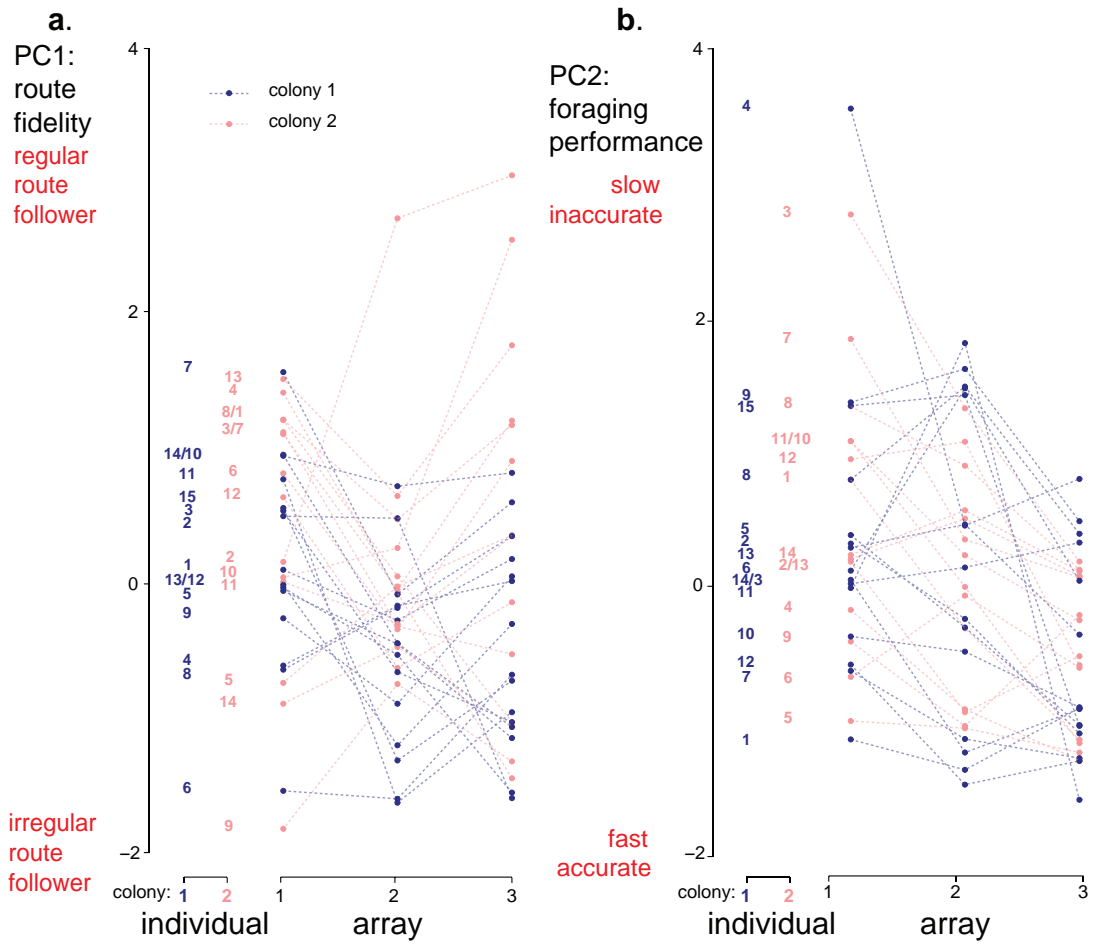 a.
PC1:
route
fidelity
regular
route
follower
irregular
route
follower
4
2
0
−2
colony 1
colony 2
7
14/10
11
15
3
2
1
13/12
5
9
4
8
6
13
4
8/1
3/7
6
12
2
10
11
5
14
9
colony:
1 2
1 2 3
individual array
b.
PC2:
foraging
performance
slow
inaccurate
fast
accurate
4
2
0
−2
4
9
15
8
5
2
13
6
14/3
11
10
12
7
1
3
7
8
11/10
12
1
14
2/13
4
9
6
5
colony:
1 2
1 2 3
individual array